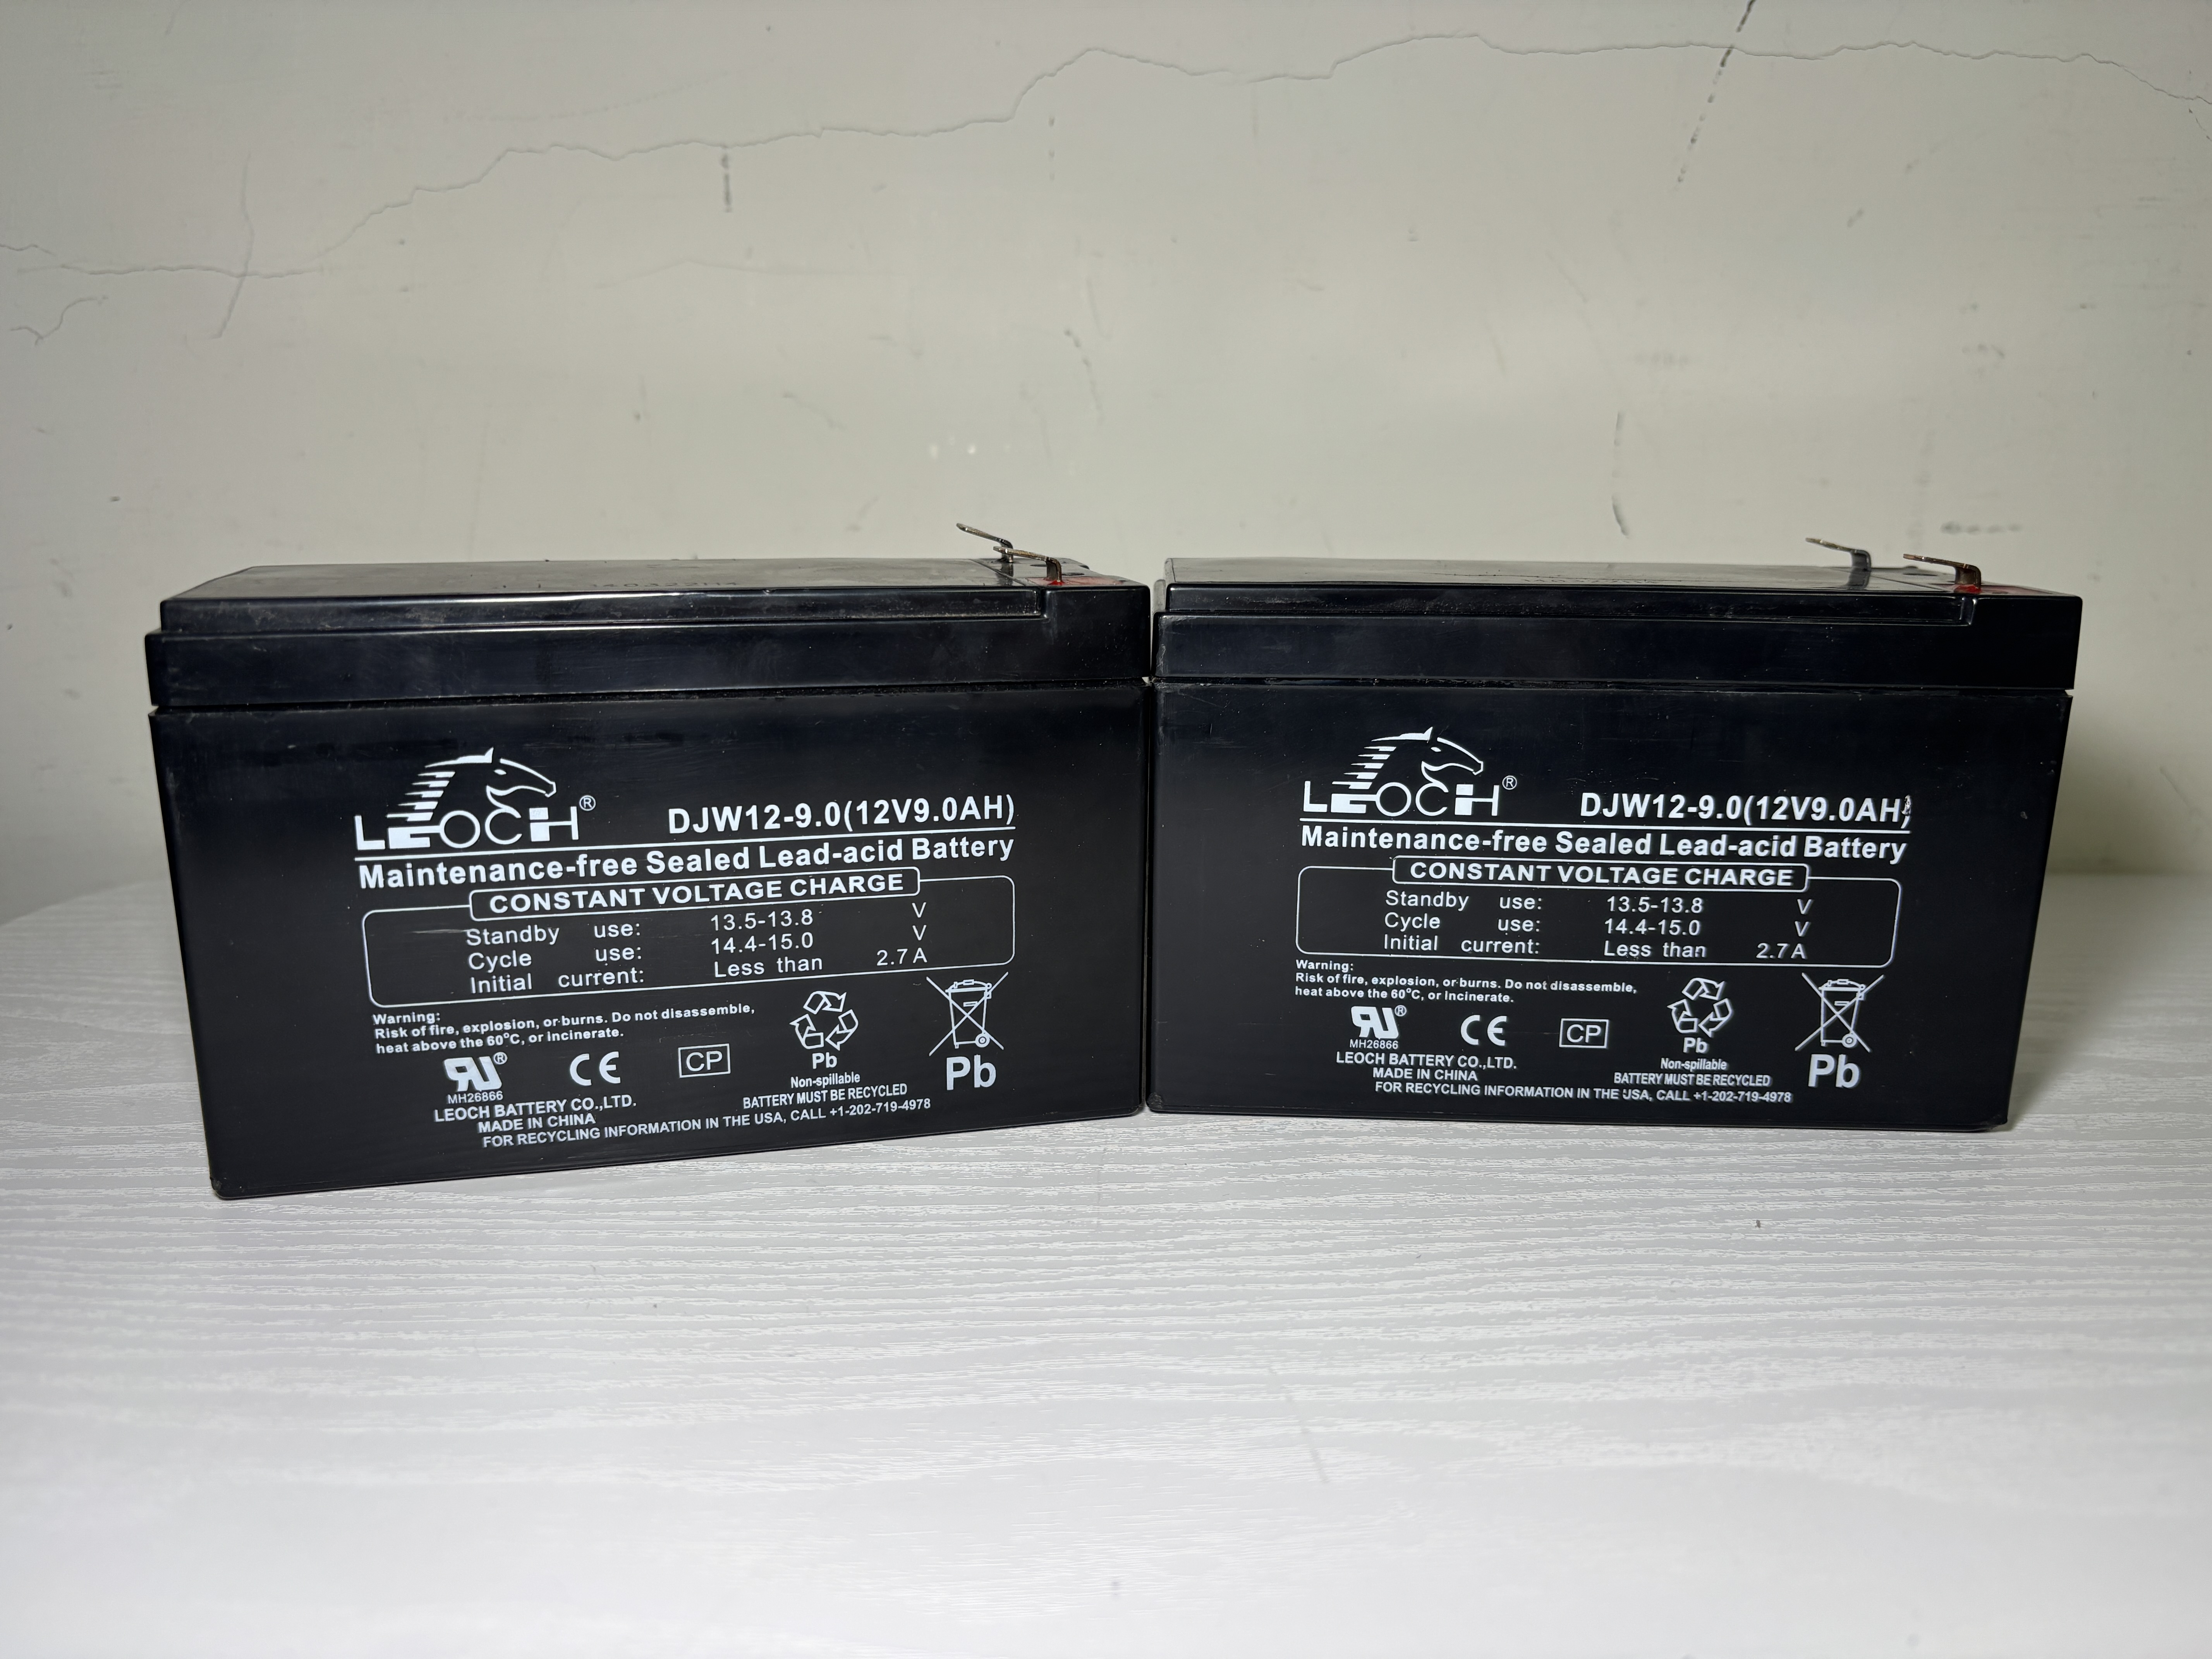 LEOCH®
DJW12-9.0(12V9.0AH)
Maintenance-free Sealed Lead-acid Battery
CONSTANT VOLTAGE CHARGE
Standby use: 13.5-13.8 V
Cycle use: 14.4-15.0 V
Initial current: Less than 2.7A
Warning:
Risk of fire, explosion, or burns. Do not disassemble,
heat above the 60°C, or incinerate.
RU® CE CP Pb Pb
MH26866
Non-spillable
LEOCH BATTERY CO.,LTD.
BATTERY MUST BE RECYCLED
MADE IN CHINA
FOR RECYCLING INFORMATION IN THE USA, CALL +1-202-719-4978
LEOCH®
DJW12-9.0(12V9.0AH)
Maintenance-free Sealed Lead-acid Battery
CONSTANT VOLTAGE CHARGE
Standby use: 13.5-13.8 V
Cycle use: 14.4-15.0 V
Initial current: Less than 2.7A
Warning:
Risk of fire, explosion, or burns. Do not disassemble,
heat above the 60°C, or incinerate.
RU® CE CP Pb Pb
MH26866
Non-spillable
LEOCH BATTERY CO.,LTD.
BATTERY MUST BE RECYCLED
MADE IN CHINA
FOR RECYCLING INFORMATION IN THE USA, CALL +1-202-719-4978